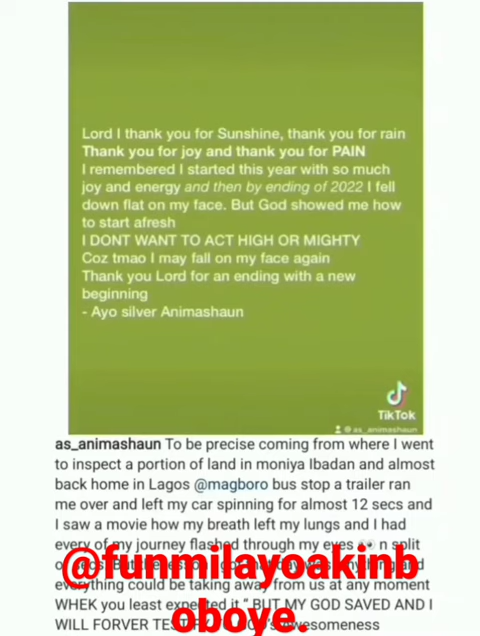 Lord I thank you for Sunshine, thank you for rain
Thank you for joy and thank you for PAIN
I remembered I started this year with so much
joy and energy and then by ending of 2022 I fell
down flat on my face. But God showed me how
to start afresh
I DONT WANT TO ACT HIGH OR MIGHTY
Coz tmao I may fall on my face again
Thank you Lord for an ending with a new
beginning
- Ayo silver Animashaun
TikTok
@as_animashaun
as_animashaun To be precise coming from where I went
to inspect a portion of land in moniya Ibadan and almost
back home in Lagos @magboro bus stop a trailer ran
me over and left my car spinning for almost 12 secs and
I saw a movie how my breath left my lungs and I had
every of my journey flashed through my eyes 👀 n split
@funmilayoakinb
everything could be taking away from us at any moment
WHEK you least expected it." BUT MY GOD SAVED AND I
oboye.
WILL FORVER awesomeness